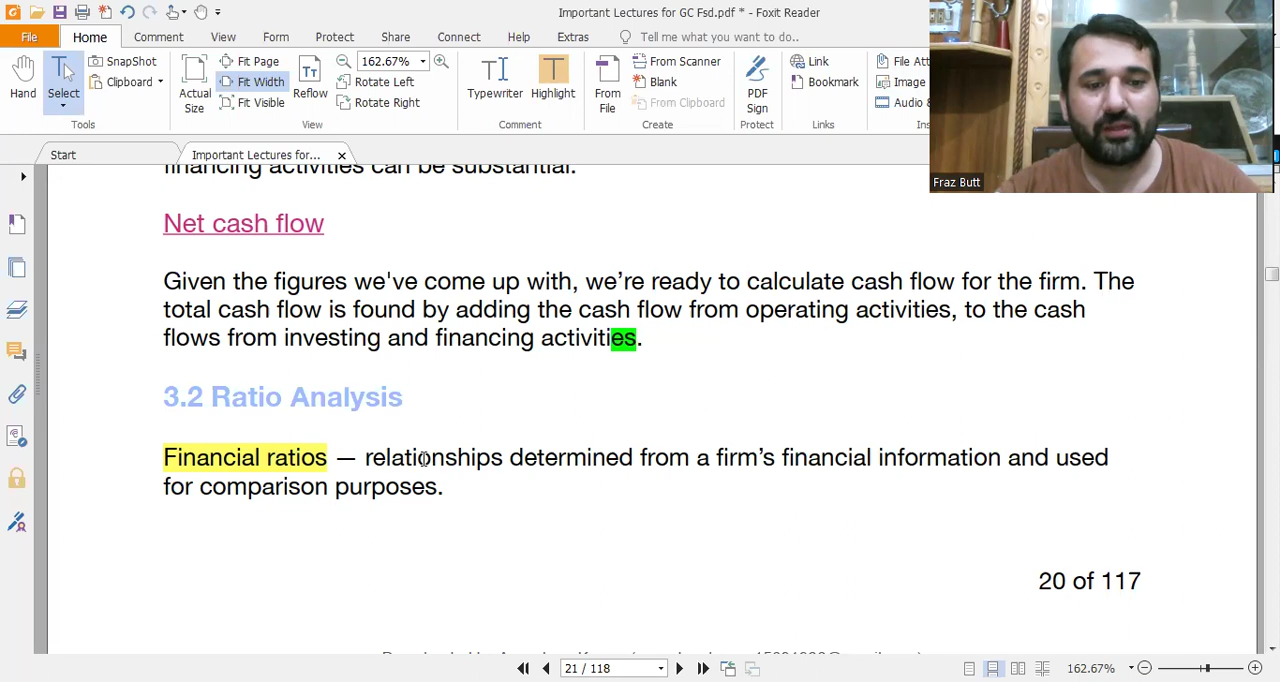 Important Lectures for GC Fsd.pdf * - Foxit Reader
File Home Comment View Form Protect Share Connect Help Extras Tell me what you want to do..
Hand
Select
SnapShot
Clipboard
Tools
Actual Size
Fit Page
Fit Width
Fit Visible
Reflow
Rotate Left
Rotate Right
162.67%
View
Typewriter
Highlight
Comment
From File
From Scanner
Blank
From Clipboard
Create
PDF Sign
Protect
Link
Bookmark
Links
File Att
Image
Audio &
Ins
Fraz Butt
Start
Important Lectures for...
financing activities can be substantial.
Net cash flow
Given the figures we've come up with, we’re ready to calculate cash flow for the firm. The
total cash flow is found by adding the cash flow from operating activities, to the cash
flows from investing and financing activities.
3.2 Ratio Analysis
Financial ratios — relationships determined from a firm’s financial information and used
for comparison purposes.
20 of 117
21 / 118
162.67%